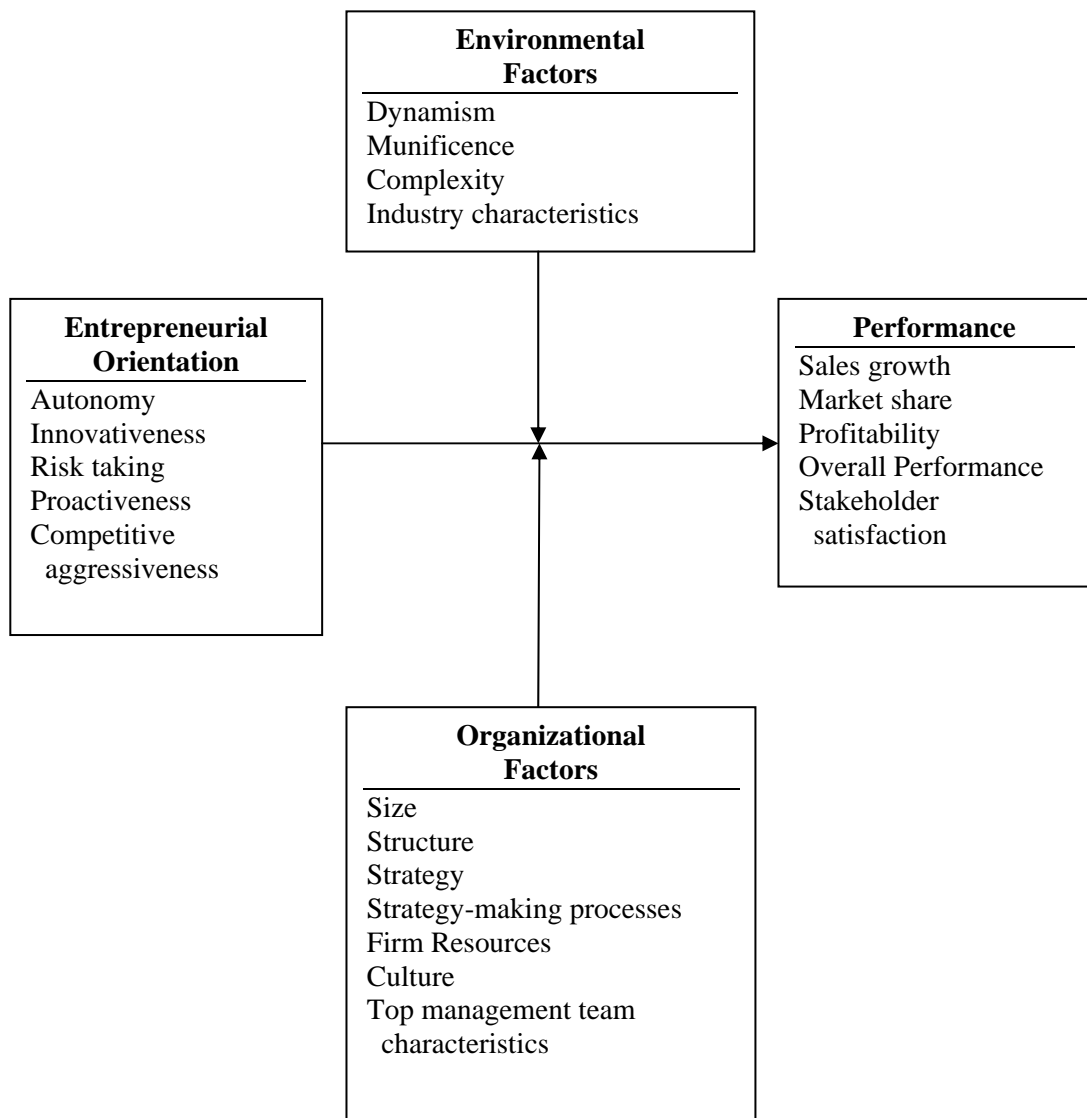 Environmental
Factors
Dynamism
Munificence
Complexity
Industry characteristics
Entrepreneurial
Orientation
Autonomy
Innovativeness
Risk taking
Proactiveness
Competitive
aggressiveness
Performance
Sales growth
Market share
Profitability
Overall Performance
Stakeholder
satisfaction
Organizational
Factors
Size
Structure
Strategy
Strategy-making processes
Firm Resources
Culture
Top management team
characteristics